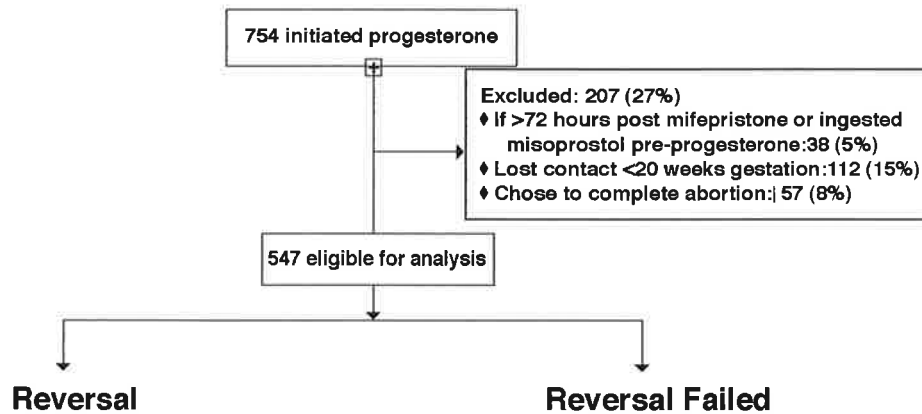 754 initiated progesterone
Excluded: 207 (27%)
♦ If >72 hours post mifepristone or ingested
misoprostol pre-progesterone:38 (5%)
♦ Lost contact <20 weeks gestation:112 (15%)
♦ Chose to complete abortion:| 57 (8%)
547 eligible for analysis
Reversal
Reversal Failed